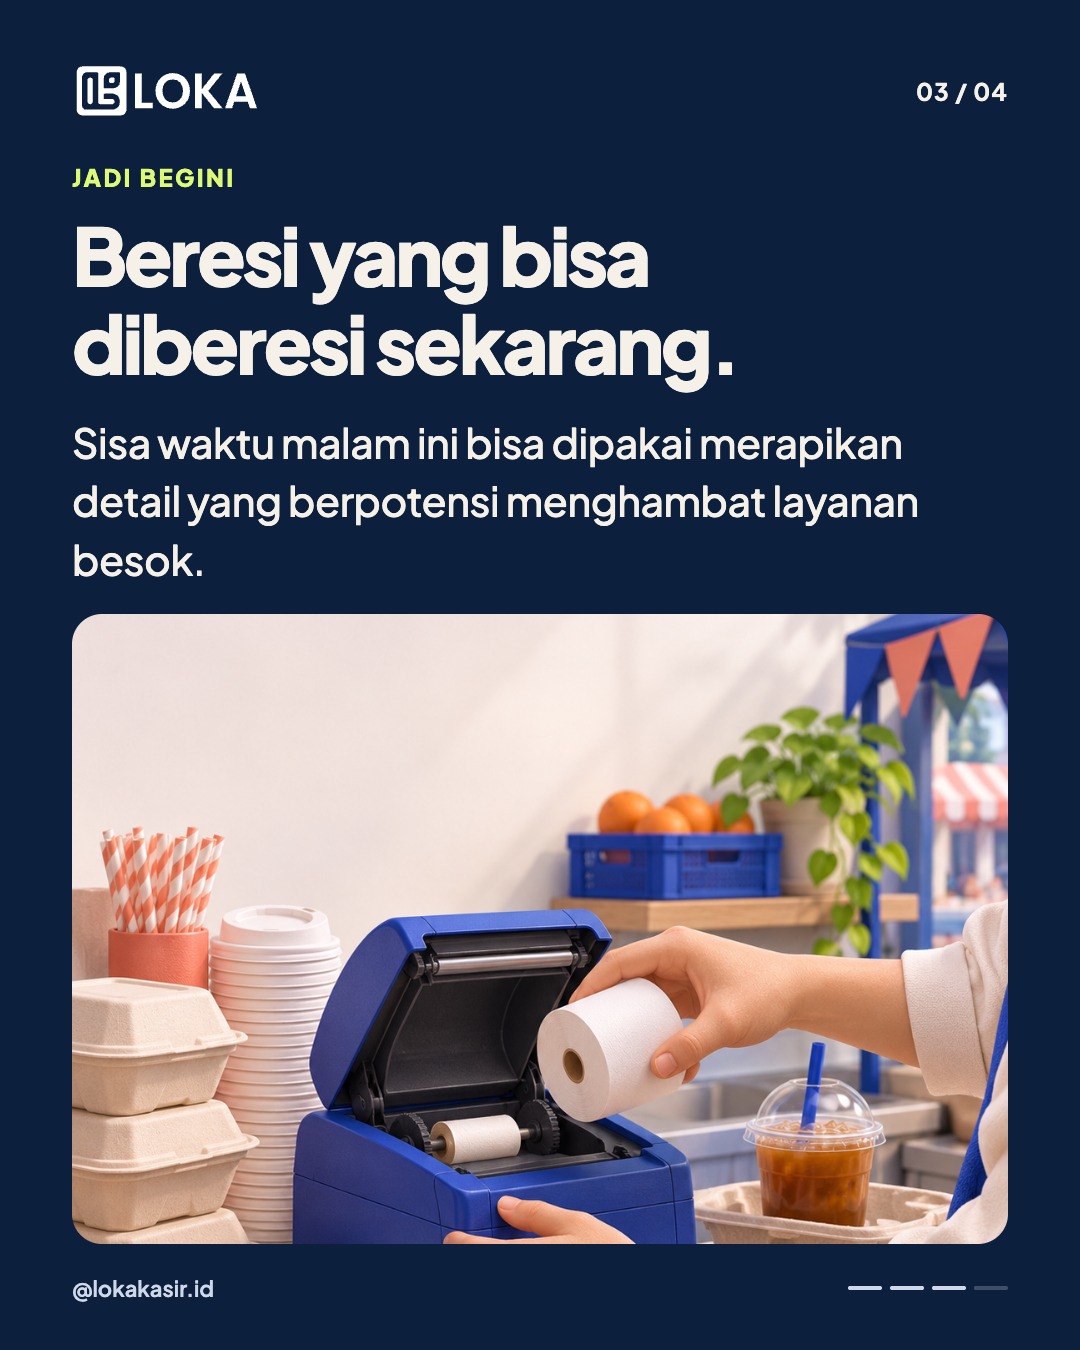 LOKA
03 / 04
JADI BEGINI
Beresi yang bisa
diberesi sekarang.
Sisa waktu malam ini bisa dipakai merapikan
detail yang berpotensi menghambat layanan
besok.
@lokakasir.id